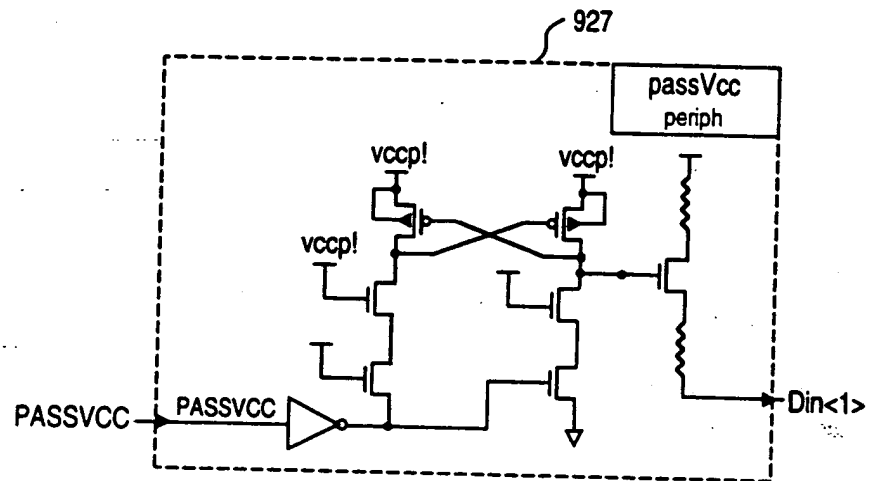 927
passVcc
periph
vccp!
vccp!
vccp!
PASSVCC
PASSVCC
Din<1>